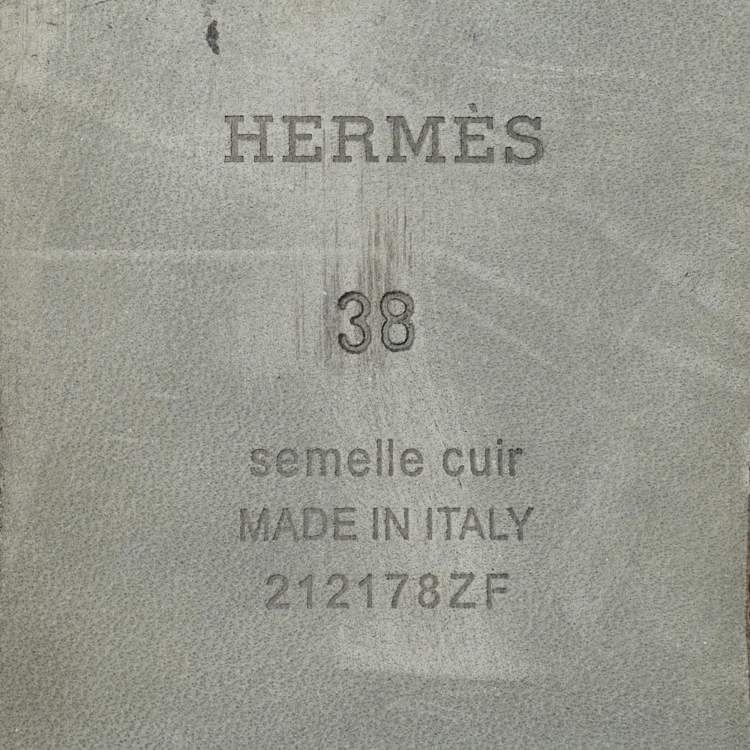 HERMÈS
38
semelle cuir
MADE IN ITALY
212178ZF